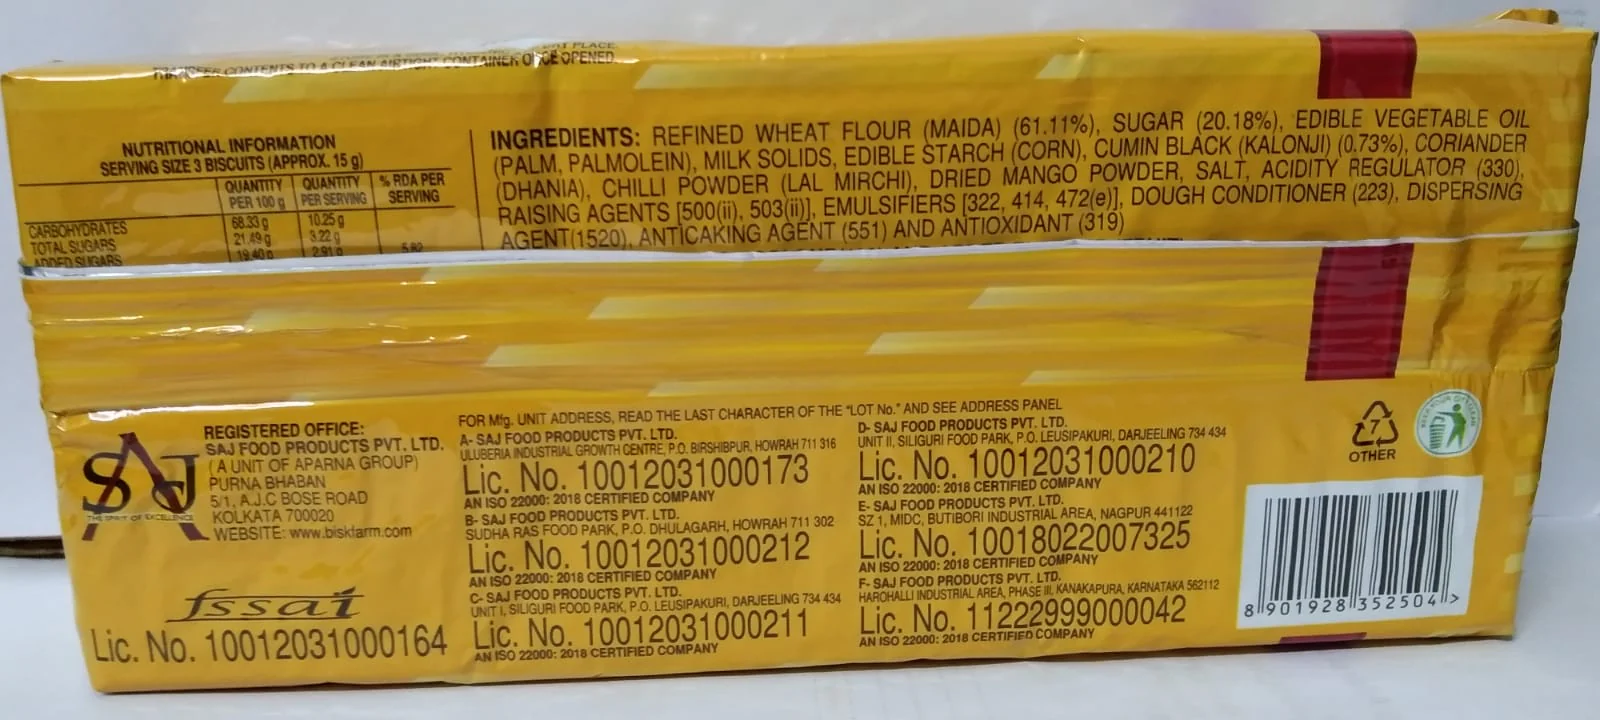 DRY PLACE.
TRANSFER CONTENTS TO A CLEAN AIRTIGHT CONTAINER ONCE OPENED
NUTRITIONAL INFORMATION
SERVING SIZE 3 BISCUITS (APPROX. 15 g)
QUANTITY PER 100 g QUANTITY PER SERVING % RDA PER SERVING
CARBOHYDRATES 68.33 g 10.25 g
TOTAL SUGARS 21.49 g 3.22 g
ADDED SUGARS 19.40 g 2.91 g 5.82
INGREDIENTS: REFINED WHEAT FLOUR (MAIDA) (61.11%), SUGAR (20.18%), EDIBLE VEGETABLE OIL
(PALM, PALMOLEIN), MILK SOLIDS, EDIBLE STARCH (CORN), CUMIN BLACK (KALONJI) (0.73%), CORIANDER
(DHANIA), CHILLI POWDER (LAL MIRCHI), DRIED MANGO POWDER, SALT, ACIDITY REGULATOR (330),
RAISING AGENTS [500(ii), 503(ii)], EMULSIFIERS [322, 414, 472(e)], DOUGH CONDITIONER (223), DISPERSING
AGENT(1520), ANTICAKING AGENT (551) AND ANTIOXIDANT (319)
SAJ
THE SPIRIT OF EXCELLENCE
REGISTERED OFFICE:
SAJ FOOD PRODUCTS PVT. LTD.
( A UNIT OF APARNA GROUP)
PURNA BHABAN
5/1, A.J.C BOSE ROAD
KOLKATA 700020
WEBSITE: www.biskfarm.com
fssai
Lic. No. 10012031000164
FOR Mfg. UNIT ADDRESS, READ THE LAST CHARACTER OF THE "LOT No." AND SEE ADDRESS PANEL
A- SAJ FOOD PRODUCTS PVT. LTD.
ULUBERIA INDUSTRIAL GROWTH CENTRE, P.O. BIRSHIBPUR, HOWRAH 711 316
Lic. No. 10012031000173
AN ISO 22000: 2018 CERTIFIED COMPANY
B- SAJ FOOD PRODUCTS PVT. LTD.
SUDHA RAS FOOD PARK, P.O. DHULAGARH, HOWRAH 711 302
Lic. No. 10012031000212
AN ISO 22000: 2018 CERTIFIED COMPANY
C- SAJ FOOD PRODUCTS PVT. LTD.
UNIT I, SILIGURI FOOD PARK, P.O. LEUSIPAKURI, DARJEELING 734 434
Lic. No. 10012031000211
AN ISO 22000: 2018 CERTIFIED COMPANY
D- SAJ FOOD PRODUCTS PVT. LTD.
UNIT II, SILIGURI FOOD PARK, P.O. LEUSIPAKURI, DARJEELING 734 434
Lic. No. 10012031000210
AN ISO 22000: 2018 CERTIFIED COMPANY
E- SAJ FOOD PRODUCTS PVT. LTD.
SZ 1, MIDC, BUTIBORI INDUSTRIAL AREA, NAGPUR 441122
Lic. No. 10018022007325
AN ISO 22000: 2018 CERTIFIED COMPANY
F- SAJ FOOD PRODUCTS PVT. LTD.
HAROHALLI INDUSTRIAL AREA, PHASE III, KANAKAPURA, KARNATAKA 562112
Lic. No. 11222999000042
AN ISO 22000: 2018 CERTIFIED COMPANY
7
OTHER
KEEP YOUR CITY CLEAN
8 901928 352504 >